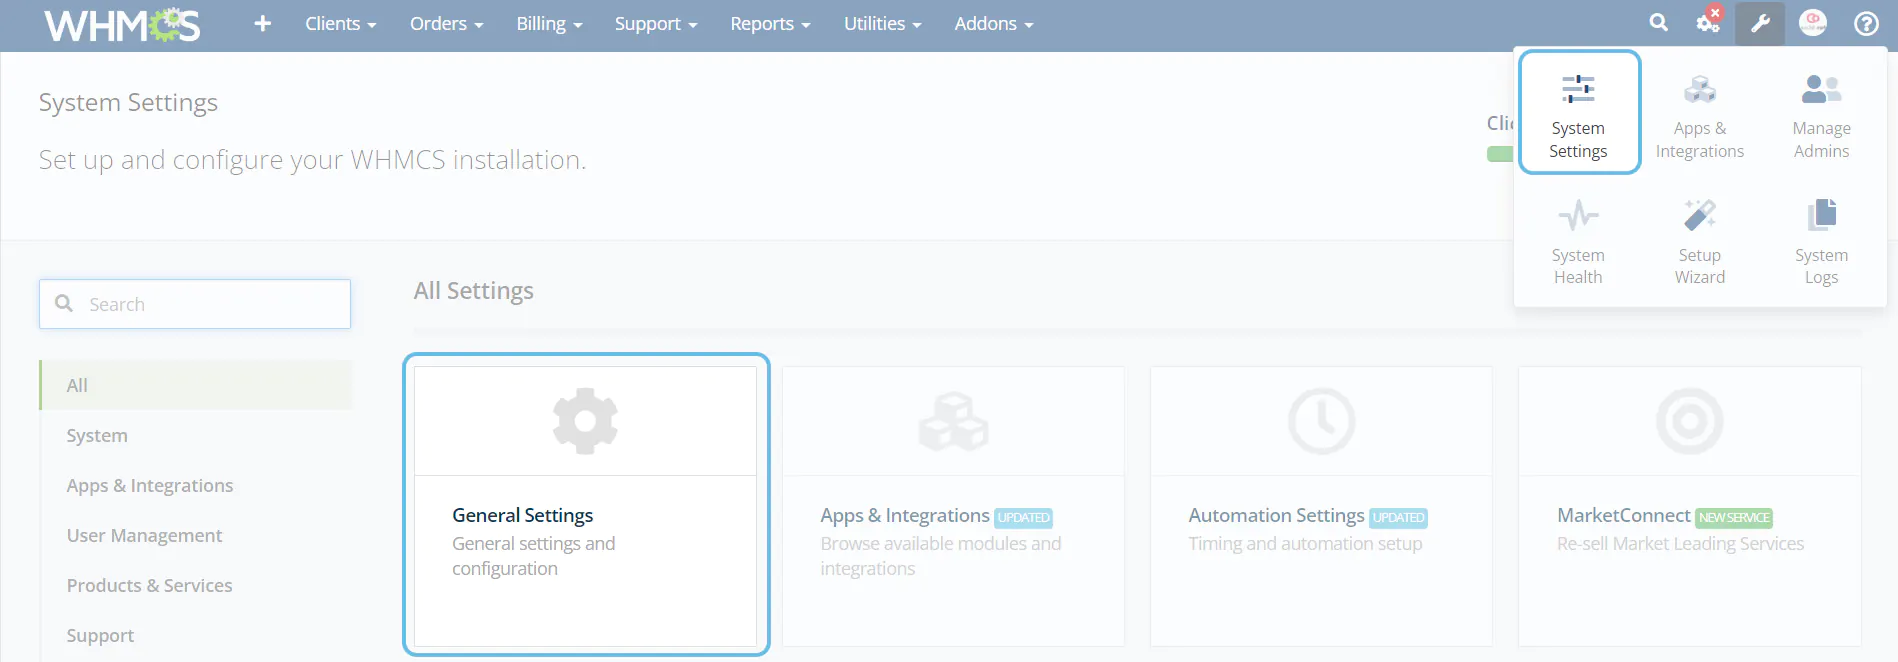 WHMCS
Clients
Orders
Billing
Support
Reports
Utilities
Addons
System Settings
Set up and configure your WHMCS installation.
System
Settings
Apps &
Integrations
Manage
Admins
System
Health
Setup
Wizard
System
Logs
Search
All
System
Apps & Integrations
User Management
Products & Services
Support
All Settings
General Settings
General settings and
configuration
Apps & Integrations UPDATED
Browse available modules and
integrations
Automation Settings UPDATED
Timing and automation setup
MarketConnect NEW SERVICE
Re-sell Market Leading Services